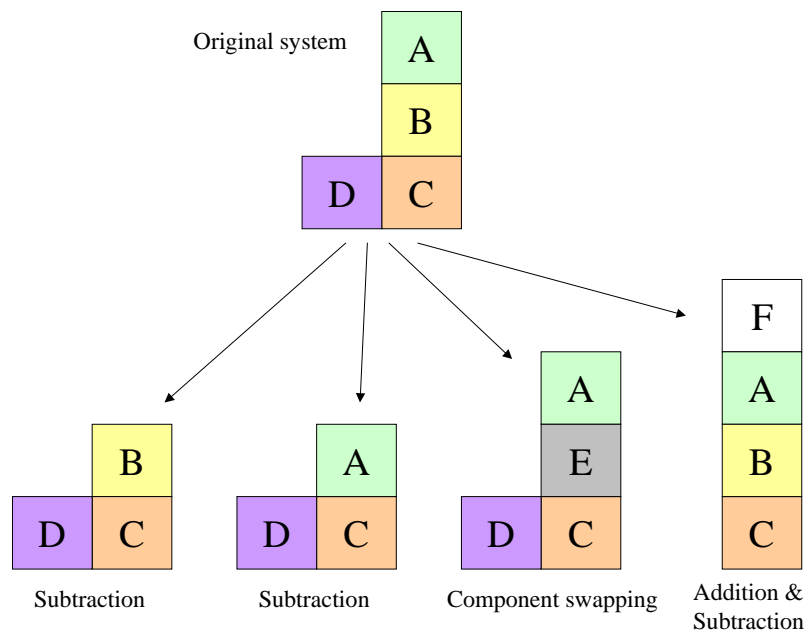 Original system
A
B
D C
F
A A
B A E B
D C D C D C C
Subtraction Subtraction Component swapping Addition &
Subtraction